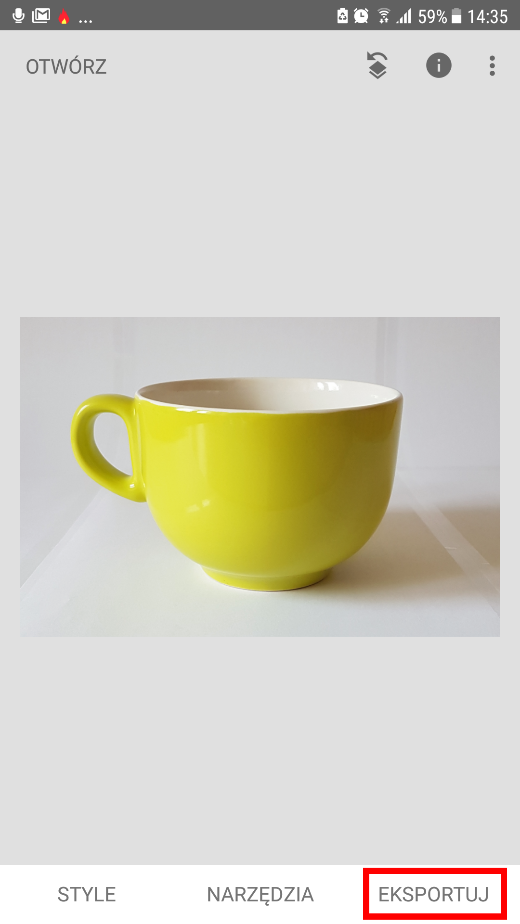 ... 59% 14:35
OTWÓRZ
STYLE NARZĘDZIA EKSPORTUJ